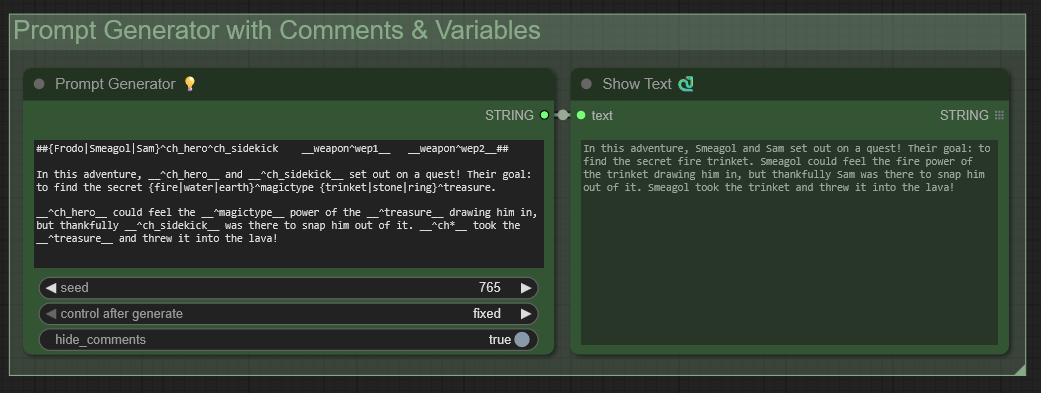 Prompt Generator with Comments & Variables
Prompt Generator
STRING
##{Frodo|Smeagol|Sam}^ch_hero^ch_sidekick    __weapon^wep1__   __weapon^wep2__##
In this adventure, __^ch_hero__ and __^ch_sidekick__ set out on a quest! Their goal:
to find the secret {fire|water|earth}^magictype {trinket|stone|ring}^treasure.
__^ch_hero__ could feel the __^magictype__ power of the __^treasure__ drawing him in,
but thankfully __^ch_sidekick__ was there to snap him out of it. __^ch*__ took the
__^treasure__ and threw it into the lava!
seed 765
control after generate fixed
hide_comments true
Show Text
text STRING
In this adventure, Smeagol and Sam set out on a quest! Their goal: to
find the secret fire trinket. Smeagol could feel the fire power of
the trinket drawing him in, but thankfully Sam was there to snap him
out of it. Smeagol took the trinket and threw it into the lava!